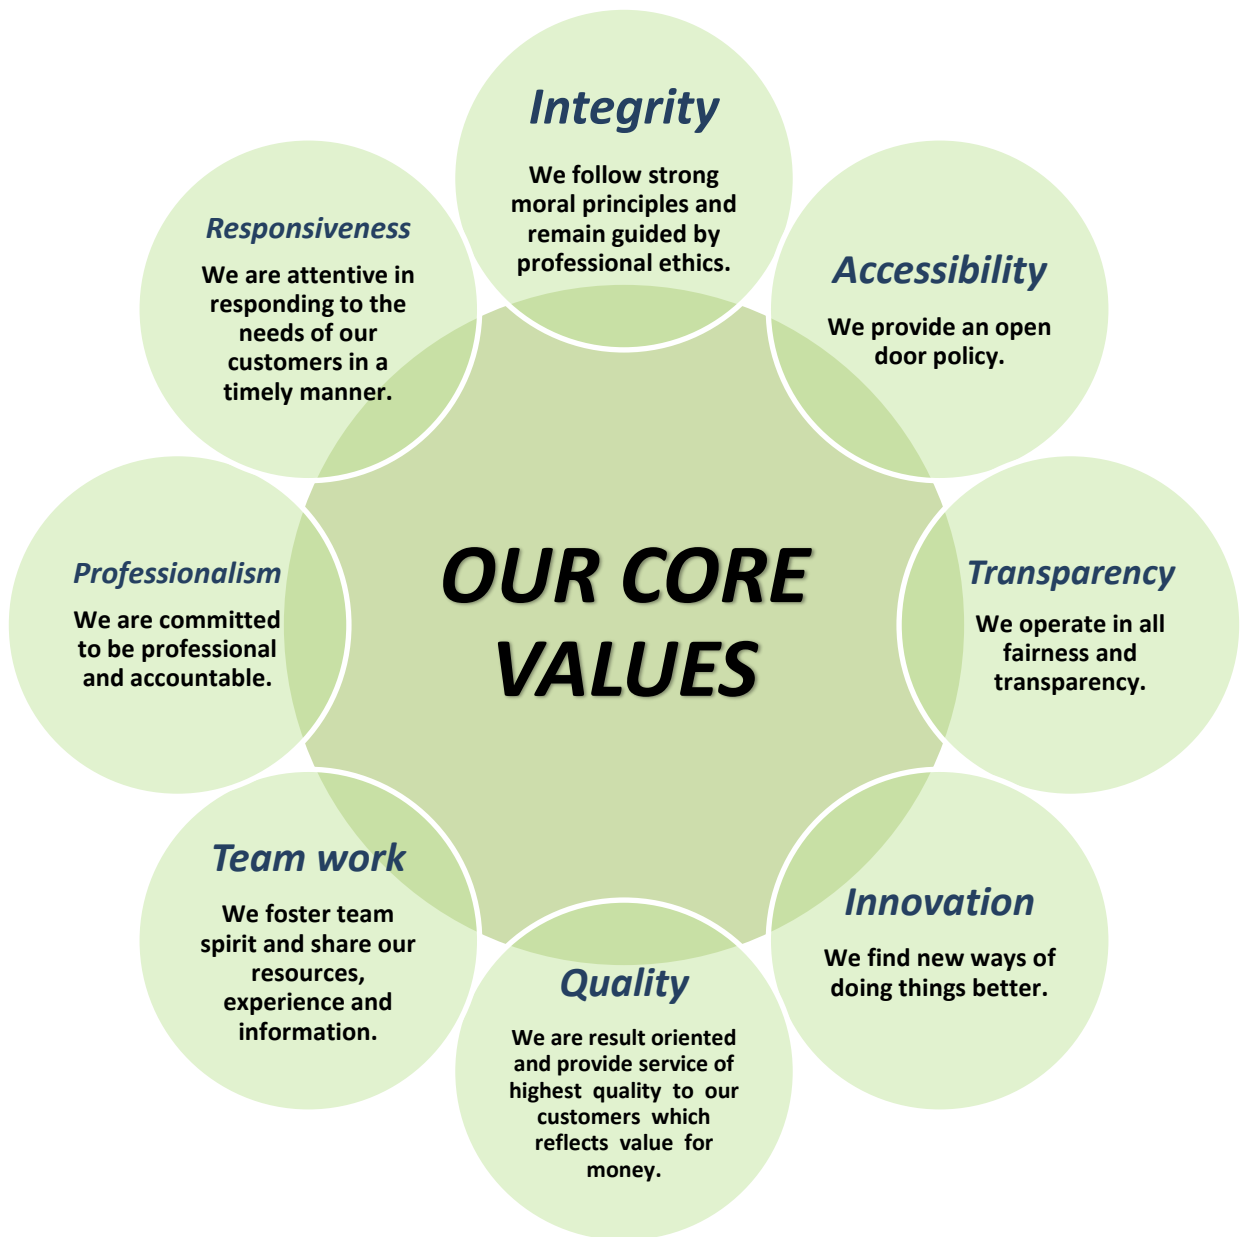 Integrity
We follow strong
moral principles and
remain guided by
professional ethics.
Accessibility
We provide an open
door policy.
Transparency
We operate in all
fairness and
transparency.
Innovation
We find new ways of
doing things better.
Quality
We are result oriented
and provide service of
highest quality to our
customers which
reflects value for
money.
Team work
We foster team
spirit and share our
resources,
experience and
information.
Professionalism
We are committed
to be professional
and accountable.
Responsiveness
We are attentive in
responding to the
needs of our
customers in a
timely manner.
OUR CORE
VALUES